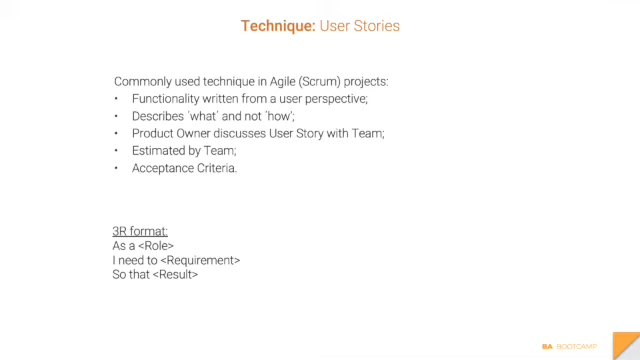 Technique: User Stories
Commonly used technique in Agile (Scrum) projects:
• Functionality written from a user perspective;
• Describes ‘what’ and not ‘how’;
• Product Owner discusses User Story with Team;
• Estimated by Team;
• Acceptance Criteria.
3R format:
As a <Role>
I need to <Requirement>
So that <Result>
BA BOOTCAMP